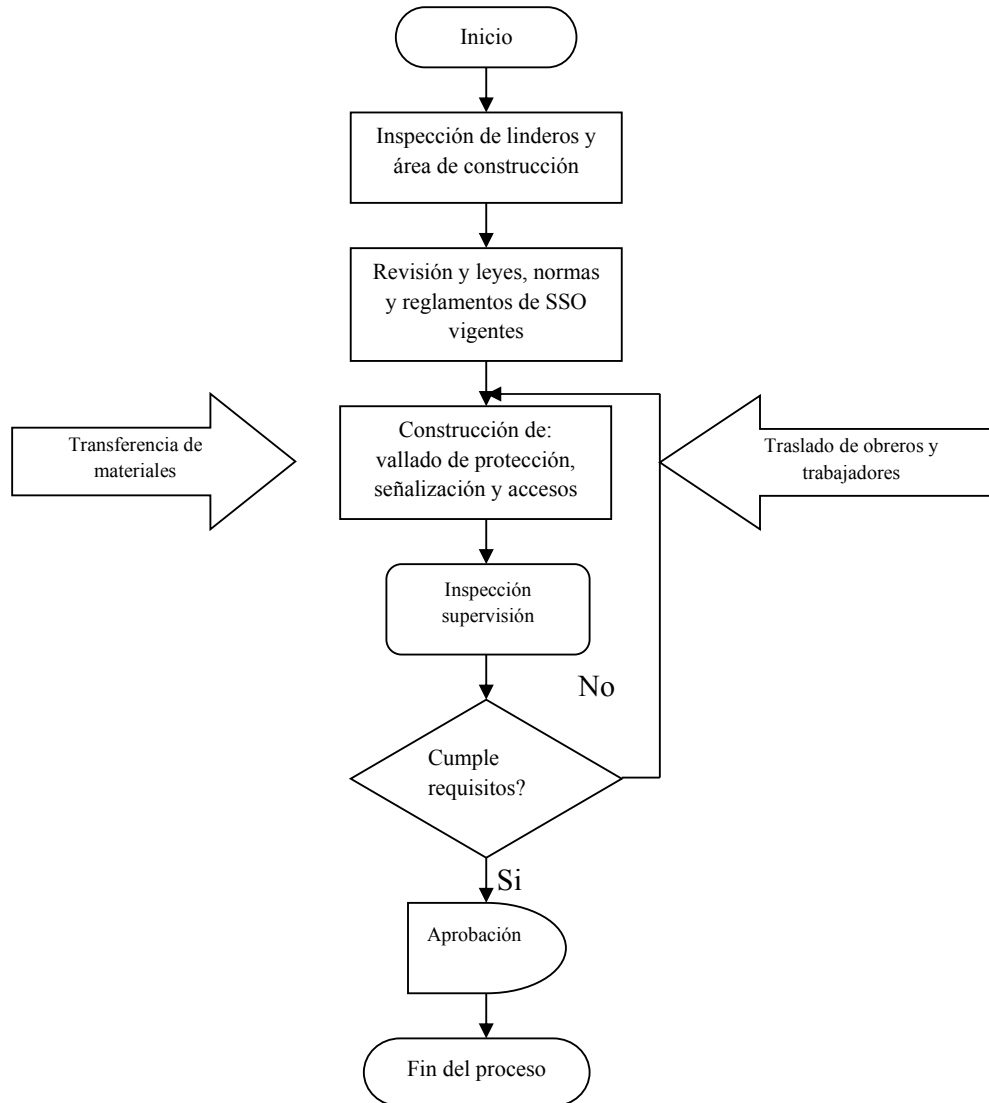 Inicio
Inspección de linderos y
área de construcción
Revisión y leyes, normas
y reglamentos de SSO
vigentes
Transferencia de
materiales
Construcción de:
vallado de protección,
señalización y accesos
Traslado de obreros y
trabajadores
Inspección
supervisión
No
Cumple
requisitos?
Si
Aprobación
Fin del proceso